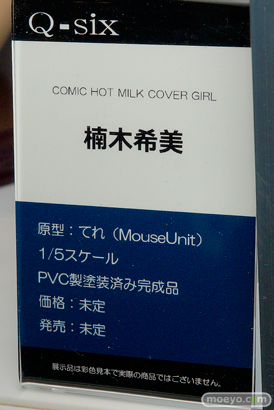 Q-six
COMIC HOT MILK COVER GIRL
楠木希美
原型：てれ（MouseUnit）
1/5スケール
PVC製塗装済み完成品
価格：未定
発売：未定
展示品は彩色見本で実際の商品ではございません。
moeyo.com